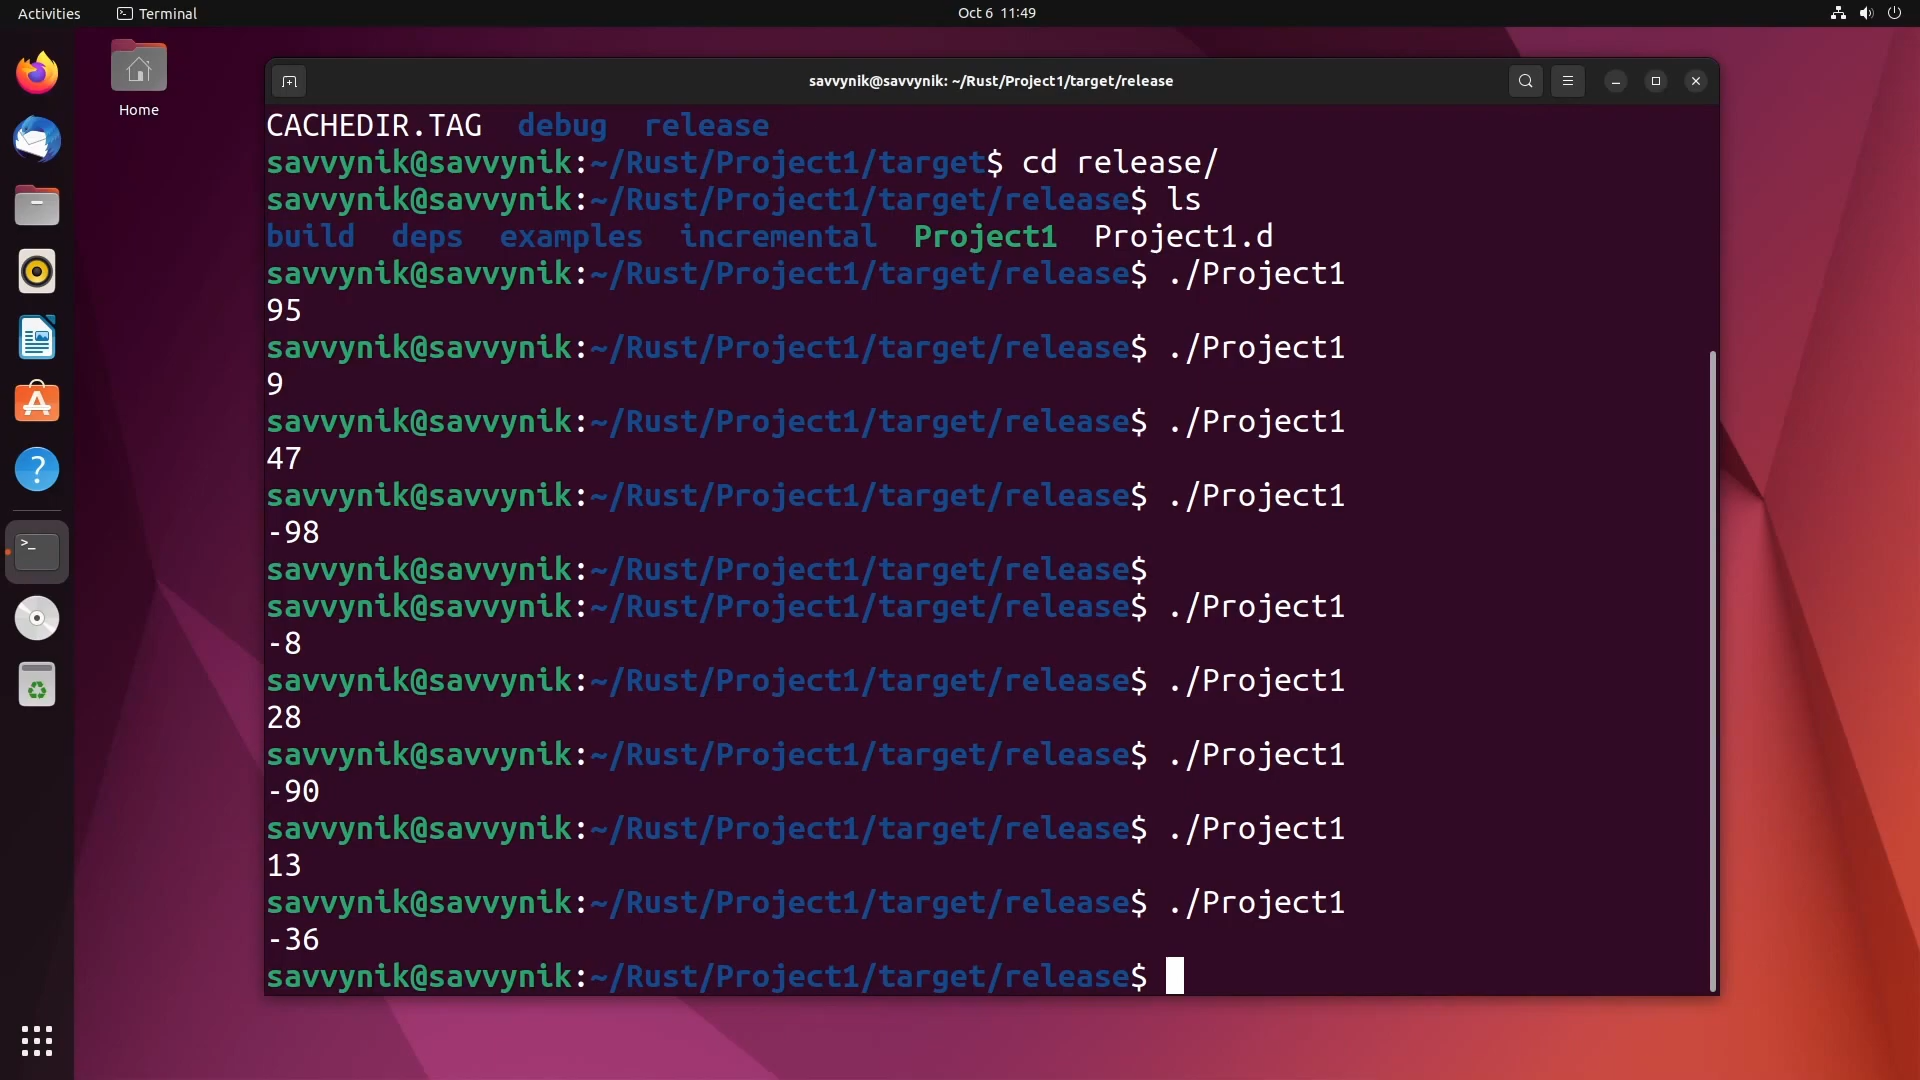 Activities Terminal Oct 6 11:49
Home
savvynik@savvynik: ~/Rust/Project1/target/release
CACHEDIR.TAG debug release
savvynik@savvynik:~/Rust/Project1/target$ cd release/
savvynik@savvynik:~/Rust/Project1/target/release$ ls
build deps examples incremental Project1 Project1.d
savvynik@savvynik:~/Rust/Project1/target/release$ ./Project1
95
savvynik@savvynik:~/Rust/Project1/target/release$ ./Project1
9
savvynik@savvynik:~/Rust/Project1/target/release$ ./Project1
47
savvynik@savvynik:~/Rust/Project1/target/release$ ./Project1
-98
savvynik@savvynik:~/Rust/Project1/target/release$
savvynik@savvynik:~/Rust/Project1/target/release$ ./Project1
-8
savvynik@savvynik:~/Rust/Project1/target/release$ ./Project1
28
savvynik@savvynik:~/Rust/Project1/target/release$ ./Project1
-90
savvynik@savvynik:~/Rust/Project1/target/release$ ./Project1
13
savvynik@savvynik:~/Rust/Project1/target/release$ ./Project1
-36
savvynik@savvynik:~/Rust/Project1/target/release$